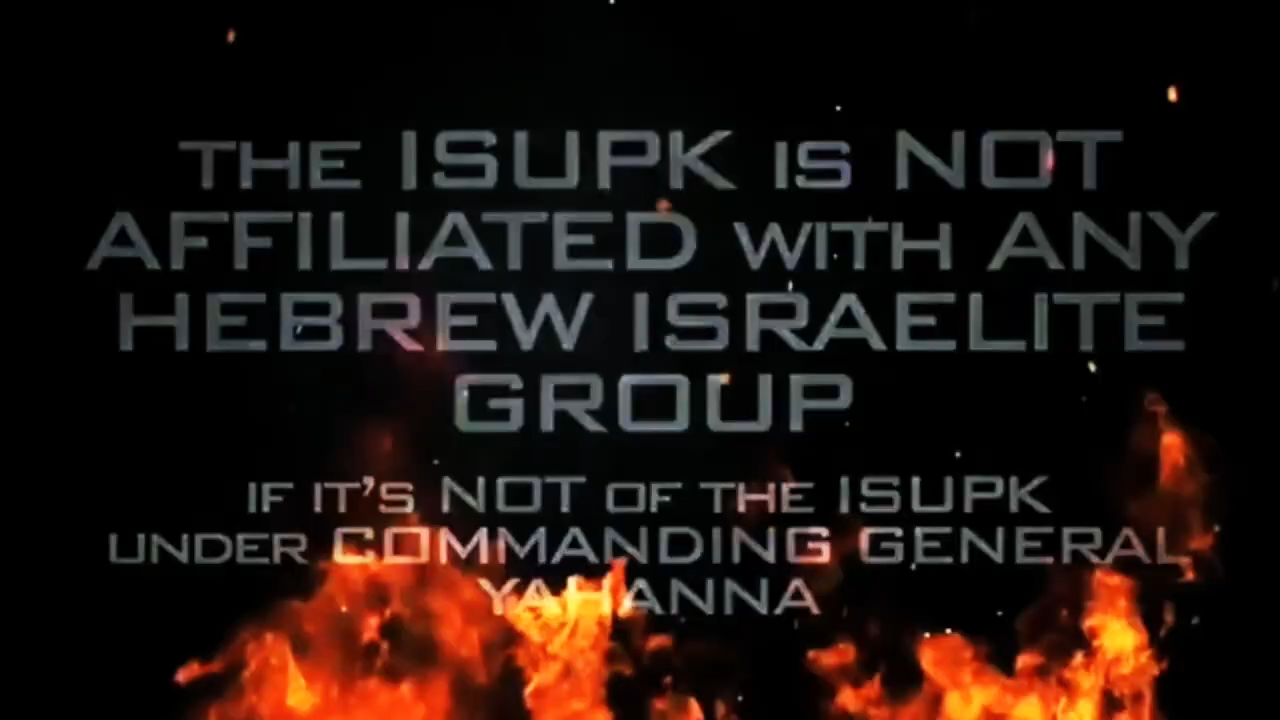 THE ISUPK IS NOT
AFFILIATED WITH ANY
HEBREW ISRAELITE
GROUP
IF IT'S NOT OF THE ISUPK
UNDER COMMANDING GENERAL
YAHANNA